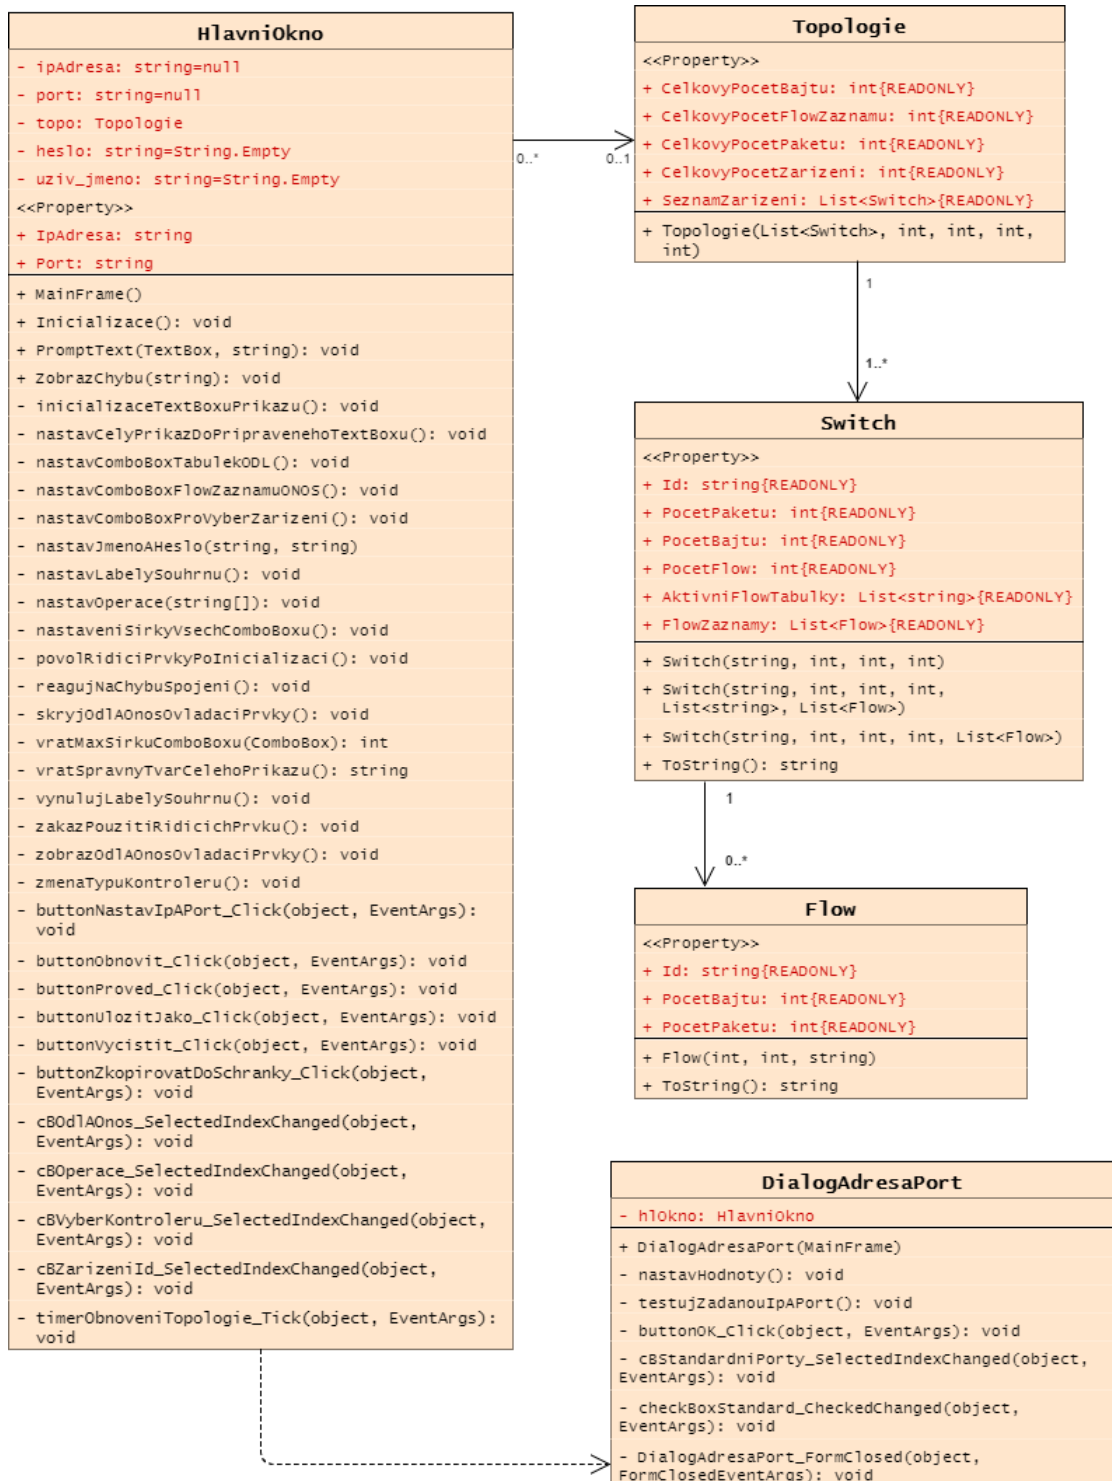 HlavniOkno
- ipAdresa: string=null
- port: string=null
- topo: Topologie
- heslo: string=String.Empty
- uziv_jmeno: string=String.Empty
<<Property>>
+ IpAdresa: string
+ Port: string
+ MainFrame()
+ Inicializace(): void
+ PromptText(TextBox, string): void
+ ZobrazChybu(string): void
- inicializaceTextBoxuPrikazu(): void
- nastavCelyPrikazDoPripravenehoTextBoxu(): void
- nastavComboBoxTabulekODL(): void
- nastavComboBoxFlowZaznamuONOS(): void
- nastavComboBoxProVyberZarizeni(): void
- nastavJmenoAHeslo(string, string)
- nastavLabelySouhrnu(): void
- nastavOperace(string[]): void
- nastaveniSirkyVsechComboBoxu(): void
- povolRidiciPrvkyPoInicializaci(): void
- reagujNaChybuSpojeni(): void
- skryjOdlAOnosOvladaciPrvky(): void
- vratMaxSirkuComboBoxu(ComboBox): int
- vratSpravnyTvarCelehoPrikazu(): string
- vynulujLabelySouhrnu(): void
- zakazPouzitiRidicichPrvku(): void
- zobrazOdlAOnosOvladaciPrvky(): void
- zmenaTypuKontroleru(): void
- buttonNastavIpAPort_Click(object, EventArgs):
void
- buttonObnovit_Click(object, EventArgs): void
- buttonProved_Click(object, EventArgs): void
- buttonUlozitJako_Click(object, EventArgs): void
- buttonVycistit_Click(object, EventArgs): void
- buttonZkopirovatDoSchranky_Click(object,
EventArgs): void
- cBOdlAOnos_SelectedIndexChanged(object,
EventArgs): void
- cBOperace_SelectedIndexChanged(object,
EventArgs): void
- cBVyberKontroleru_SelectedIndexChanged(object,
EventArgs): void
- cBZarizeniId_SelectedIndexChanged(object,
EventArgs): void
- timerObnoveniTopologie_Tick(object, EventArgs):
void
0..*
0..1
Topologie
<<Property>>
+ CelkovyPocetBajtu: int{READONLY}
+ CelkovyPocetFlowZaznamu: int{READONLY}
+ CelkovyPocetPaketu: int{READONLY}
+ CelkovyPocetZarizeni: int{READONLY}
+ SeznamZarizeni: List<Switch>{READONLY}
+ Topologie(List<Switch>, int, int, int,
int)
1
1..*
Switch
<<Property>>
+ Id: string{READONLY}
+ PocetPaketu: int{READONLY}
+ PocetBajtu: int{READONLY}
+ PocetFlow: int{READONLY}
+ AktivniFlowTabulky: List<string>{READONLY}
+ FlowZaznamy: List<Flow>{READONLY}
+ Switch(string, int, int, int)
+ Switch(string, int, int, int,
List<string>, List<Flow>)
+ Switch(string, int, int, int, List<Flow>)
+ ToString(): string
1
0..*
Flow
<<Property>>
+ Id: string{READONLY}
+ PocetBajtu: int{READONLY}
+ PocetPaketu: int{READONLY}
+ Flow(int, int, string)
+ ToString(): string
DialogAdresaPort
- hlOkno: HlavniOkno
+ DialogAdresaPort(MainFrame)
- nastavHodnoty(): void
- testujZadanouIpAPort(): void
- buttonOK_Click(object, EventArgs): void
- cBStandardniPorty_SelectedIndexChanged(object,
EventArgs): void
- checkBoxStandard_CheckedChanged(object,
EventArgs): void
- DialogAdresaPort_FormClosed(object,
FormClosedEventArgs): void